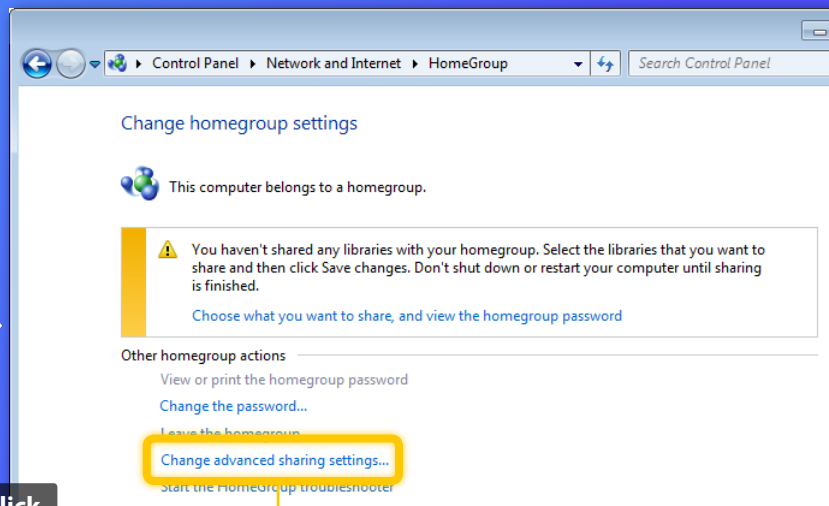 Control Panel Network and Internet HomeGroup Search Control Panel
Change homegroup settings
This computer belongs to a homegroup.
You haven't shared any libraries with your homegroup. Select the libraries that you want to
share and then click Save changes. Don't shut down or restart your computer until sharing
is finished.
Choose what you want to share, and view the homegroup password
Other homegroup actions
View or print the homegroup password
Change the password...
Leave the homegroup...
Change advanced sharing settings...
Start the HomeGroup troubleshooter